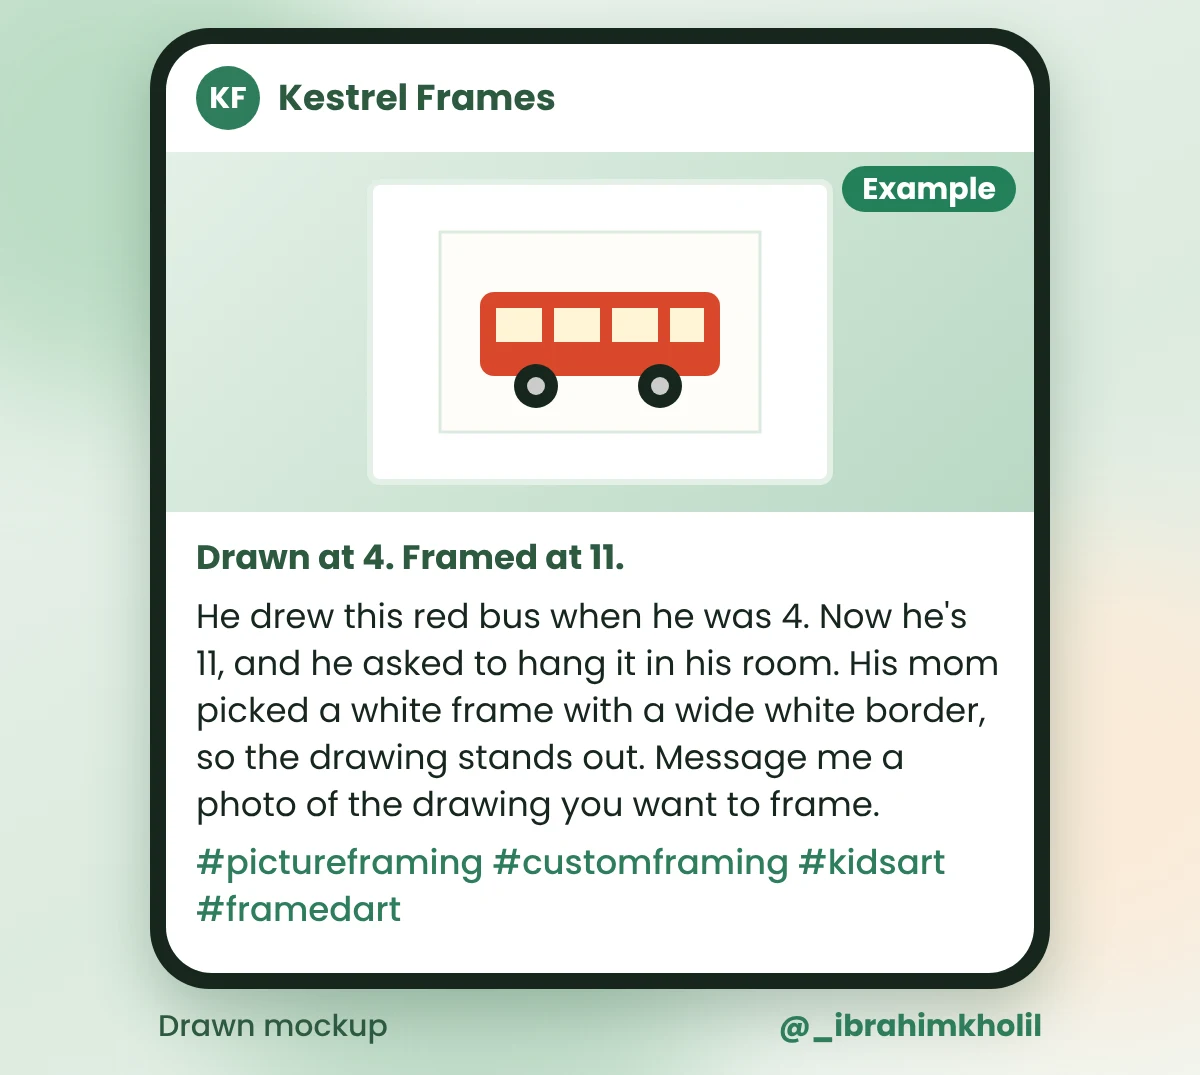 KF
Kestrel Frames
Example
Drawn at 4. Framed at 11.
He drew this red bus when he was 4. Now he's
11, and he asked to hang it in his room. His mom
picked a white frame with a wide white border,
so the drawing stands out. Message me a
photo of the drawing you want to frame.
#pictureframing #customframing #kidsart
#framedart
Drawn mockup
@_ibrahimkholil